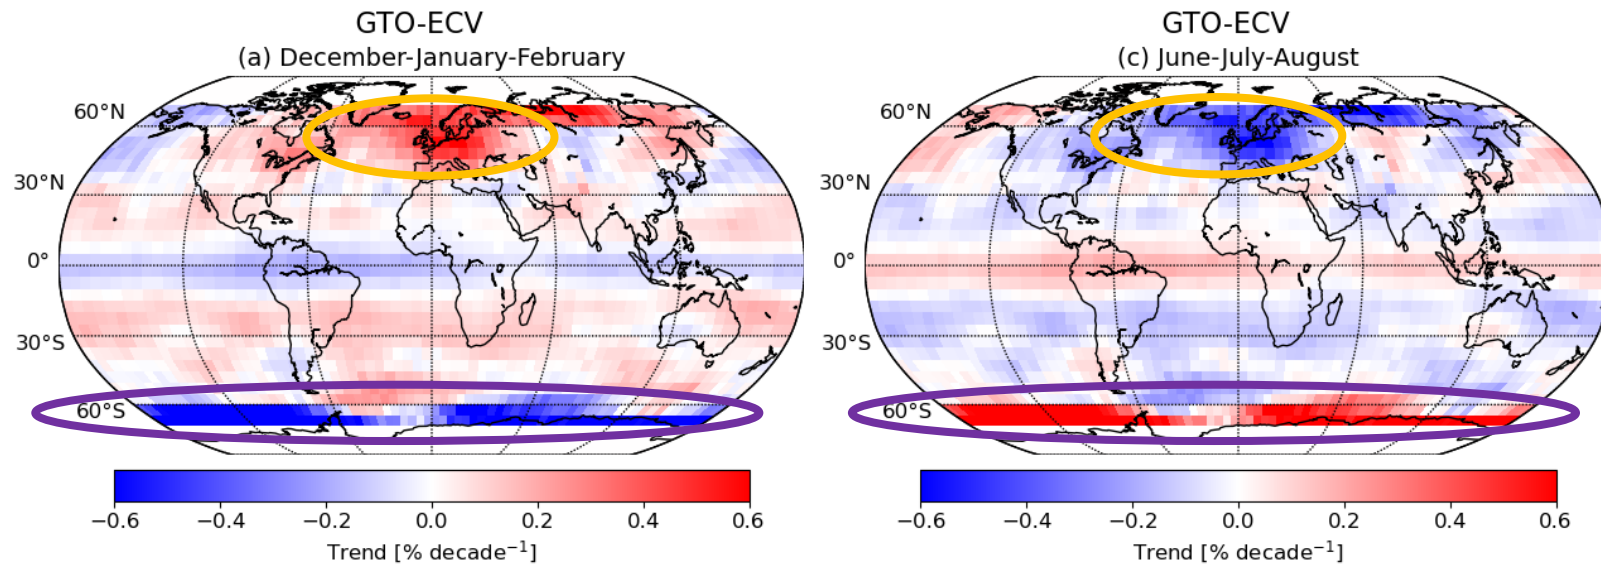 GTO-ECV
(a) December-January-February
60°N
30°N
0°
30°S
60°S
−0.6 −0.4 −0.2 0.0 0.2 0.4 0.6
Trend [% decade⁻¹]
GTO-ECV
(c) June-July-August
60°N
30°N
0°
30°S
60°S
−0.6 −0.4 −0.2 0.0 0.2 0.4 0.6
Trend [% decade⁻¹]